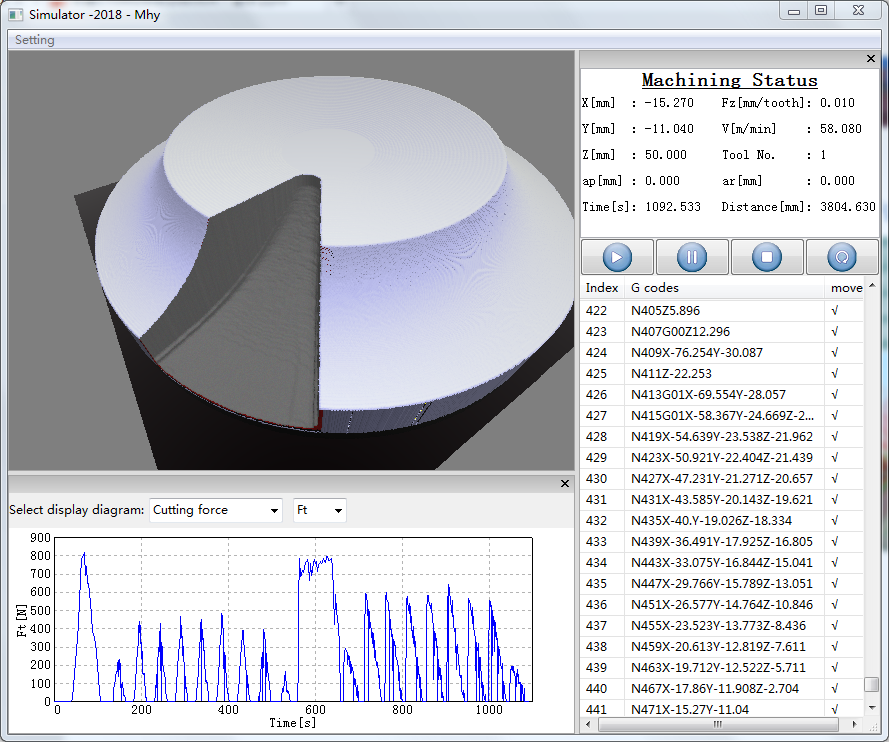 Simulator -2018 - Mhy
Setting
Machining Status
X[mm] : -15.270 Fz[mm/tooth]: 0.010
Y[mm] : -11.040 V[m/min] : 58.080
Z[mm] : 50.000 Tool No. : 1
ap[mm] : 0.000 ar[mm] : 0.000
Time[s]: 1092.533 Distance[mm]: 3804.630
Index G codes move
422 N405Z5.896 √
423 N407G00Z12.296 √
424 N409X-76.254Y-30.087 √
425 N411Z-22.253 √
426 N413G01X-69.554Y-28.057 √
427 N415G01X-58.367Y-24.669Z-2... √
428 N419X-54.639Y-23.538Z-21.962 √
429 N423X-50.921Y-22.404Z-21.439 √
430 N427X-47.231Y-21.271Z-20.657 √
431 N431X-43.585Y-20.143Z-19.621 √
432 N435X-40.Y-19.026Z-18.334 √
433 N439X-36.491Y-17.925Z-16.805 √
434 N443X-33.075Y-16.844Z-15.041 √
435 N447X-29.766Y-15.789Z-13.051 √
436 N451X-26.577Y-14.764Z-10.846 √
437 N455X-23.523Y-13.773Z-8.436 √
438 N459X-20.613Y-12.819Z-7.611 √
439 N463X-19.712Y-12.522Z-5.711 √
440 N467X-17.86Y-11.908Z-2.704 √
441 N471X-15.27Y-11.04 √
Select display diagram: Cutting force Ft
900
800
700
600
500
400
300
200
100
0
Ft[N]
0 200 400 600 800 1000
Time[s]